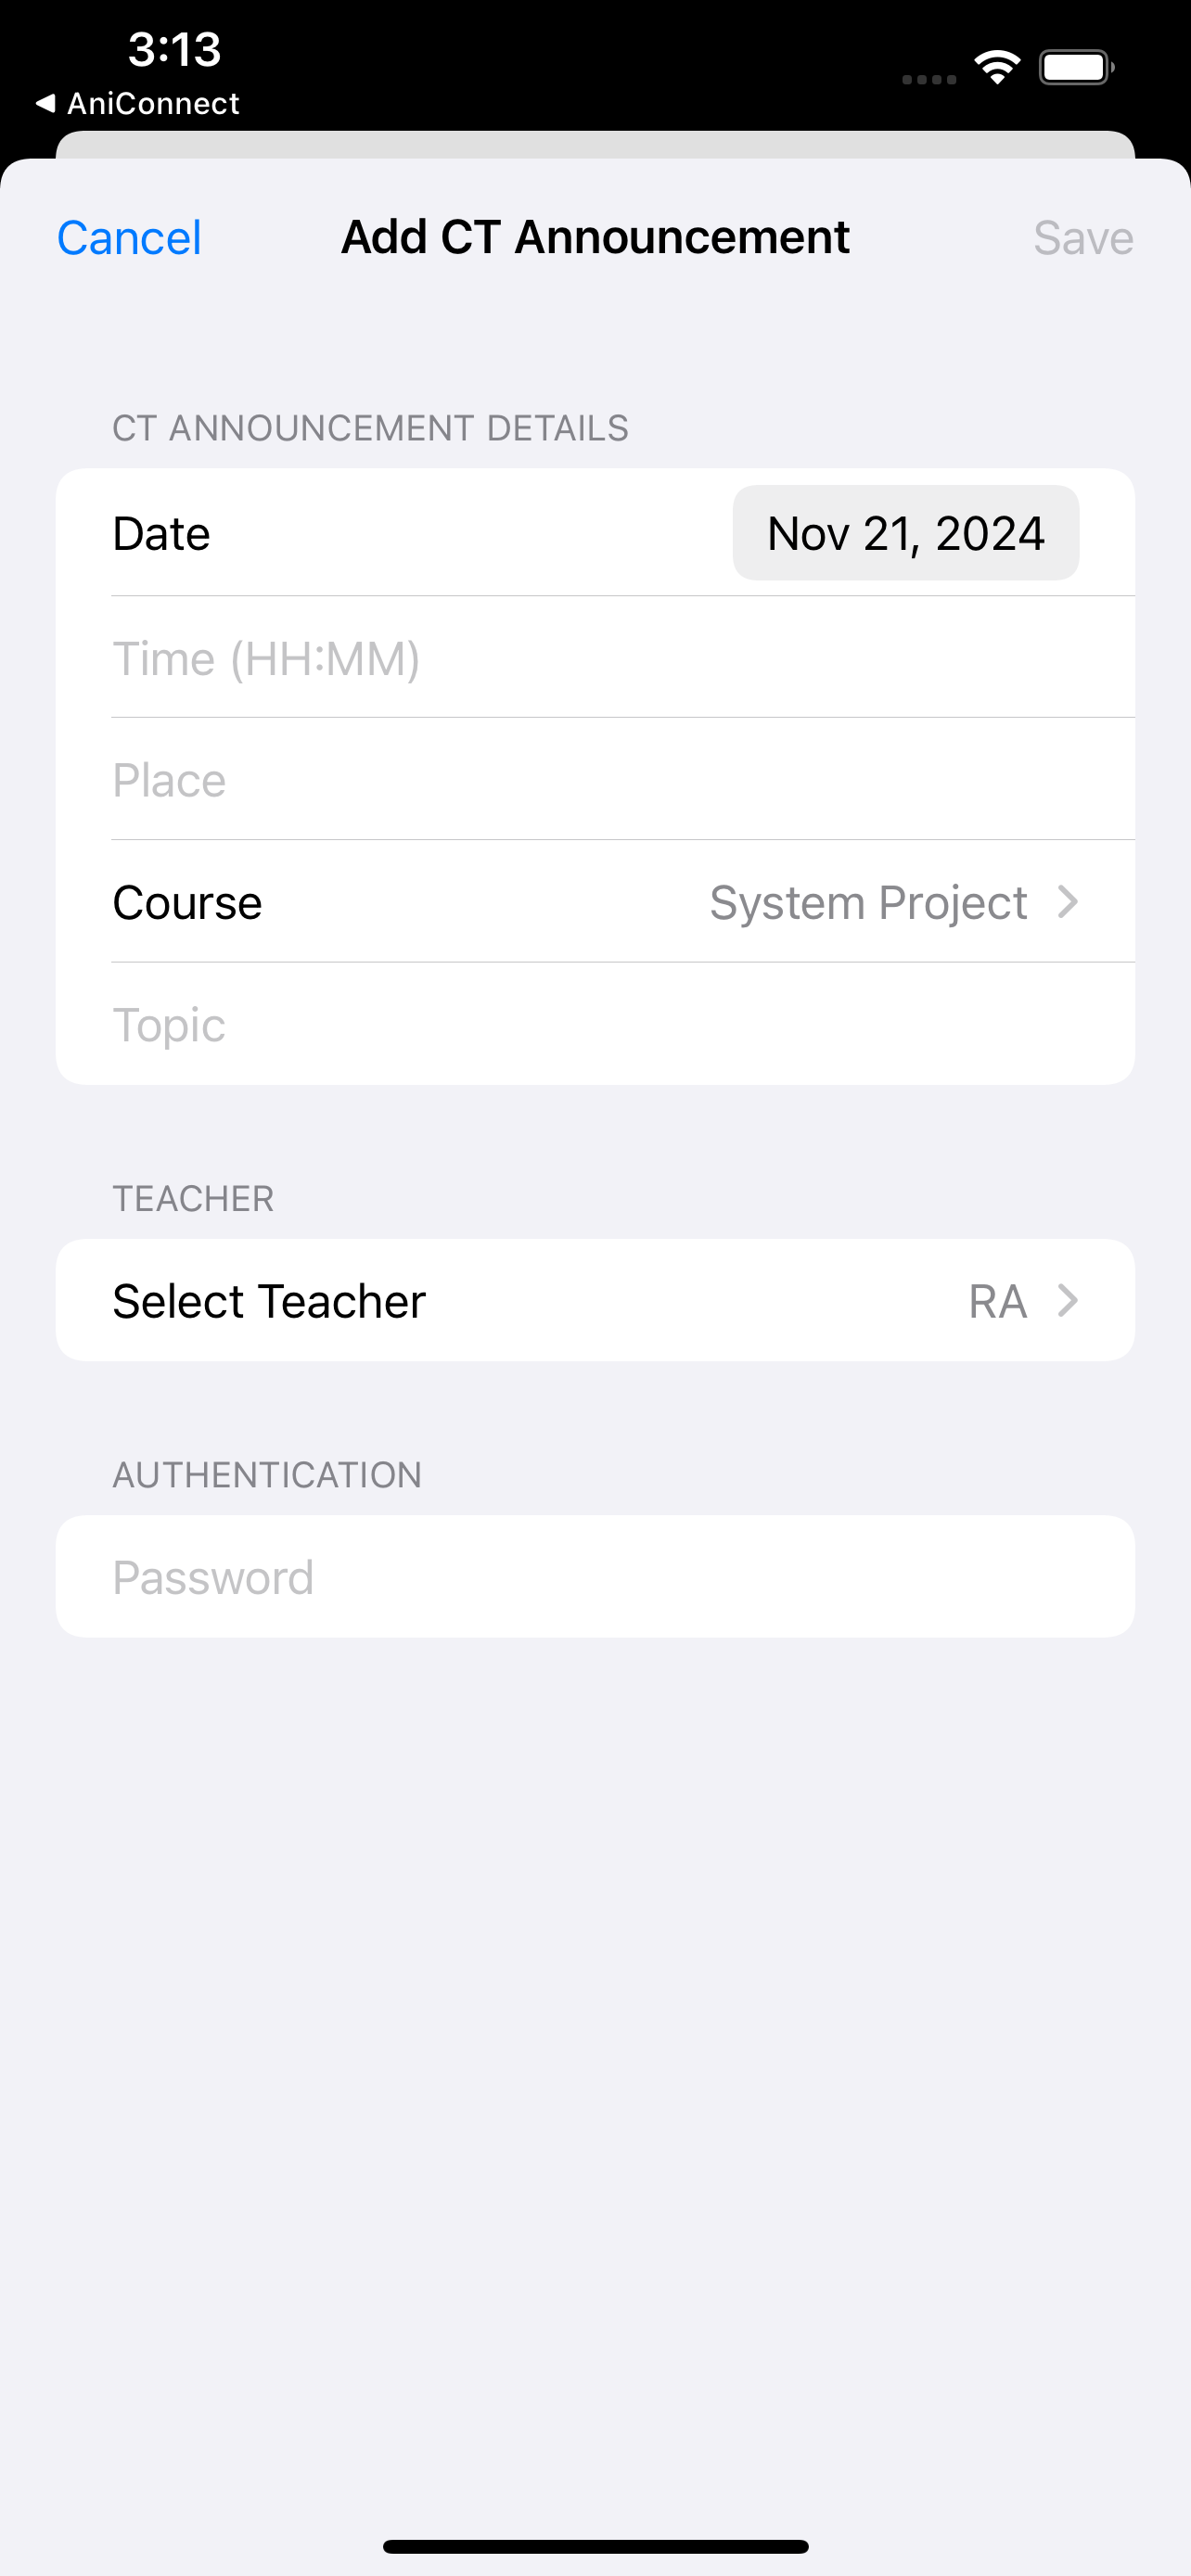 3:13
◀ AniConnect
Cancel
Add CT Announcement
Save
CT ANNOUNCEMENT DETAILS
Date
Nov 21, 2024
Time (HH:MM)
Place
Course
System Project
Topic
TEACHER
Select Teacher
RA
AUTHENTICATION
Password